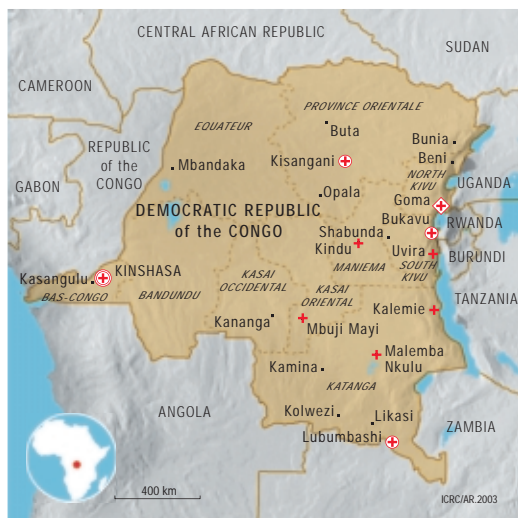 CENTRAL AFRICAN REPUBLIC
SUDAN
CAMEROON
PROVINCE ORIENTALE
EQUATEUR
Buta
REPUBLIC
of the
CONGO
Bunia
Mbandaka
Kisangani
Beni
NORTH
KIVU
UGANDA
GABON
Opala
Goma
DEMOCRATIC REPUBLIC
of the CONGO
Bukavu
RWANDA
Shabunda
Kindu
Uvira
BURUNDI
SOUTH
KIVU
MANIEMA
KINSHASA
Kasangulu
BAS-CONGO
BANDUNDU
KASAI
OCCIDENTAL
KASAI
ORIENTAL
TANZANIA
Kananga
Mbuji Mayi
Kalemie
Malemba
Nkulu
Kamina
KATANGA
ANGOLA
Kolwezi
Likasi
ZAMBIA
Lubumbashi
400 km
ICRC/AR.2003